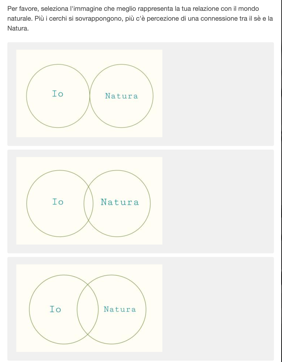 Per favore, seleziona l'immagine che meglio rappresenta la tua relazione con il mondo
naturale. Più i cerchi si sovrappongono, più c'è percezione di una connessione tra il sè e la
Natura.
Io Natura
Io Natura
Io Natura